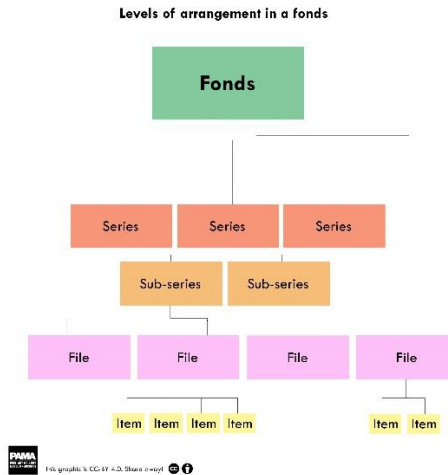 Levels of arrangement in a fonds
Fonds
Series Series Series
Sub-series Sub-series
File File File File
Item Item Item Item Item Item
PAMA
This graphic is CC-BY 4.0. Share away!